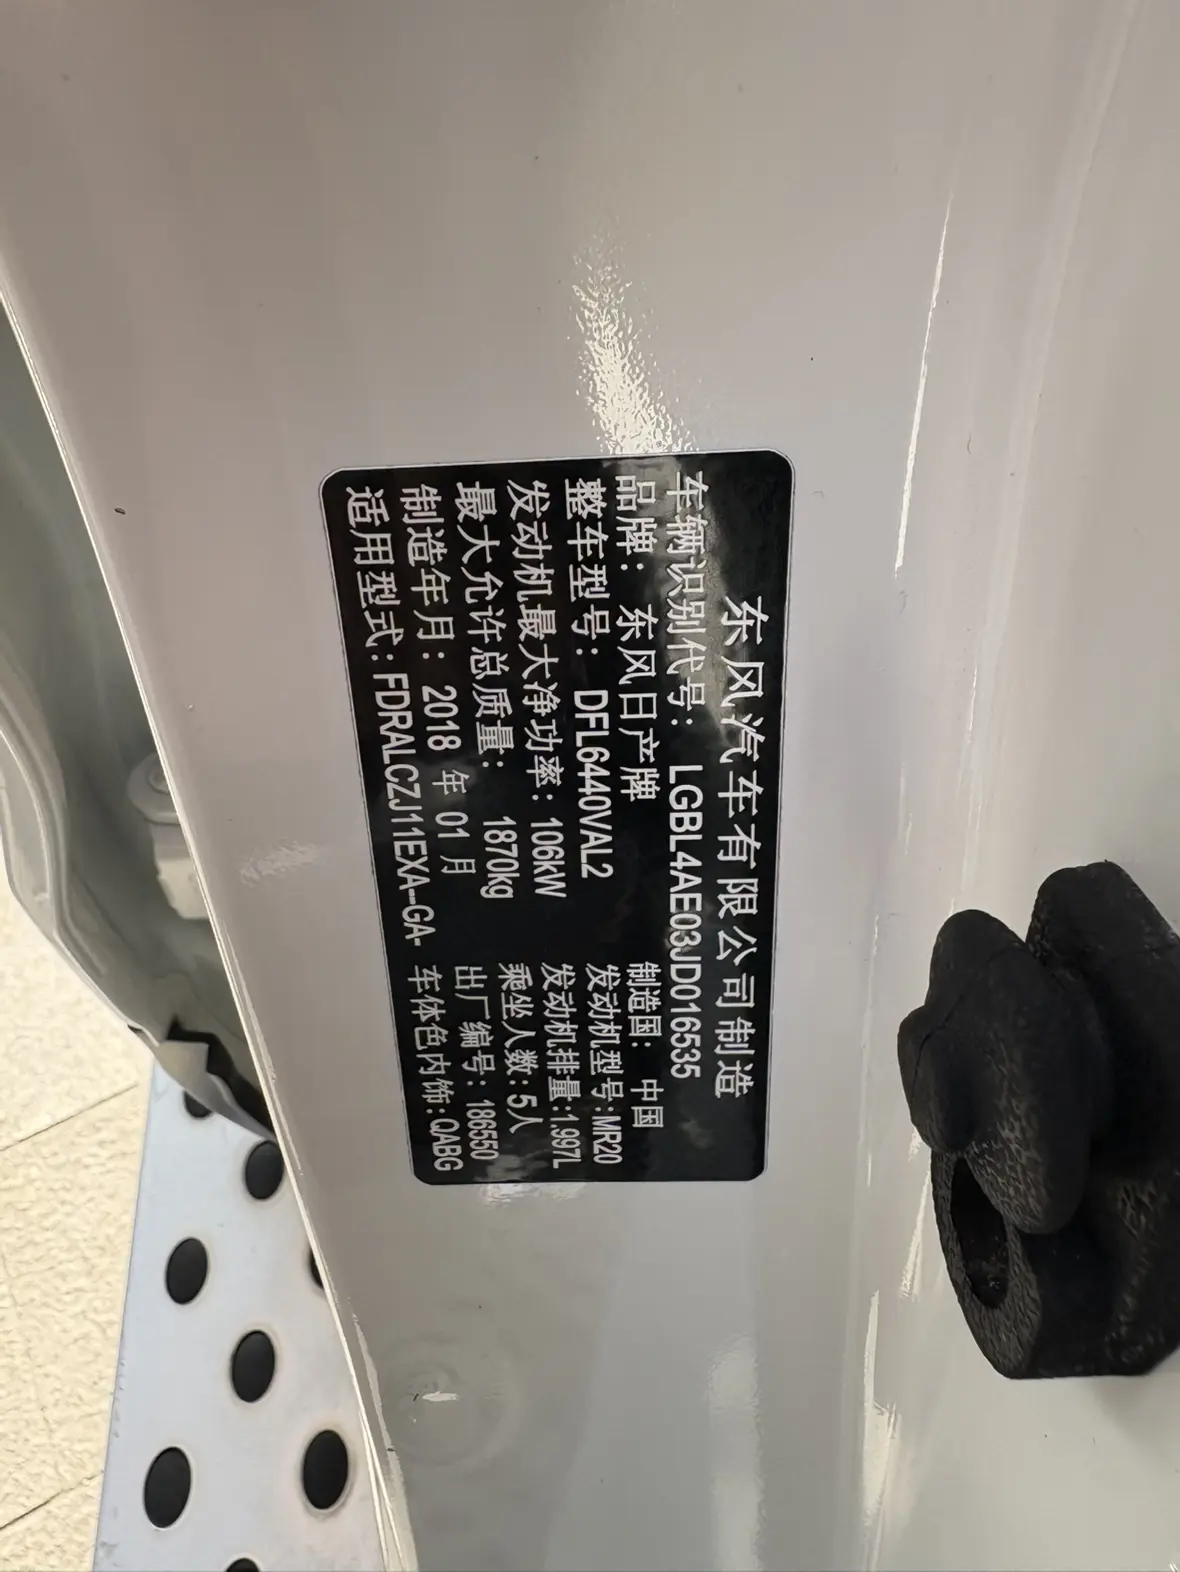 东风汽车有限公司制造
车辆识别代号：LGBL4AE03JD016535
品牌：东风日产牌 制造国：中国
整车型号：DFL6440VAL2 发动机型号：MR20
发动机最大净功率：106kW 发动机排量：1.997L
最大允许总质量：1870kg 乘坐人数：5人
制造年月：2018年01月 出厂编号：186550
适用型式：FDRALCZJ11EXA--GA- 车体色内饰：QABG